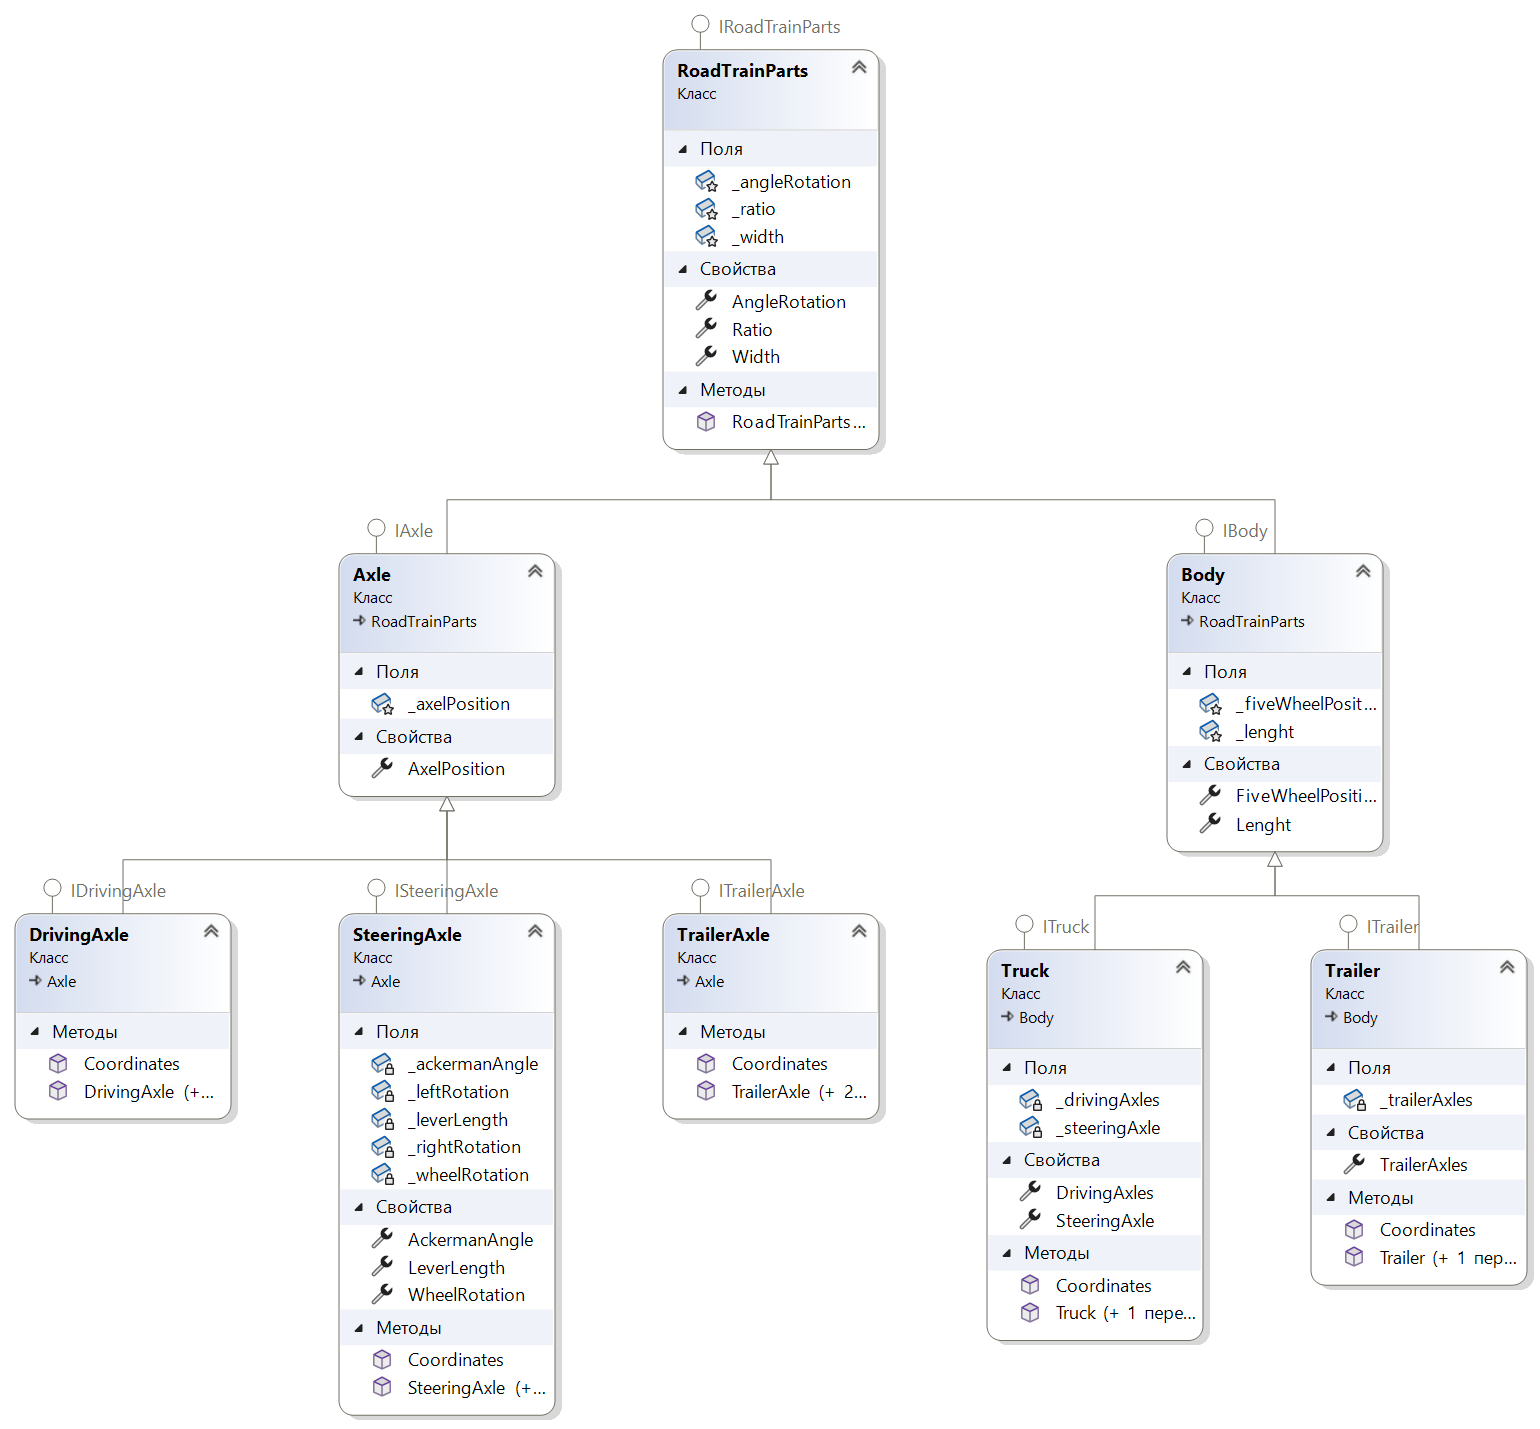 IRoadTrainParts
RoadTrainParts
Класс
Поля
_angleRotation
_ratio
_width
Свойства
AngleRotation
Ratio
Width
Методы
RoadTrainParts...
IAxle
Axle
Класс
RoadTrainParts
Поля
_axelPosition
Свойства
AxelPosition
IBody
Body
Класс
RoadTrainParts
Поля
_fiveWheelPosit...
_lenght
Свойства
FiveWheelPositi...
Lenght
IDrivingAxle
DrivingAxle
Класс
Axle
Методы
Coordinates
DrivingAxle (+...
ISteeringAxle
SteeringAxle
Класс
Axle
Поля
_ackermanAngle
_leftRotation
_leverLength
_rightRotation
_wheelRotation
Свойства
AckermanAngle
LeverLength
WheelRotation
Методы
Coordinates
SteeringAxle (+...
ITrailerAxle
TrailerAxle
Класс
Axle
Методы
Coordinates
TrailerAxle (+ 2...
ITruck
Truck
Класс
Body
Поля
_drivingAxles
_steeringAxle
Свойства
DrivingAxles
SteeringAxle
Методы
Coordinates
Truck (+ 1 пере...
ITrailer
Trailer
Класс
Body
Поля
_trailerAxles
Свойства
TrailerAxles
Методы
Coordinates
Trailer (+ 1 пер...